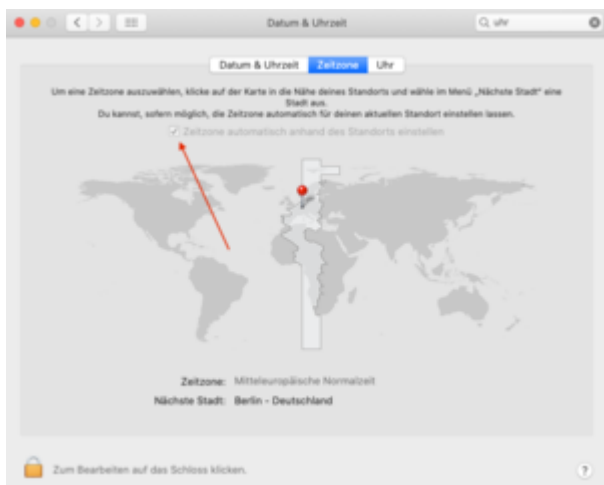 Datum & Uhrzeit
uhr
Datum & Uhrzeit Zeitzone Uhr
Um eine Zeitzone auszuwählen, klicke auf der Karte in die Nähe deines Standorts und wähle im Menü „Nächste Stadt“ eine
Stadt aus.
Du kannst, sofern möglich, die Zeitzone automatisch für deinen aktuellen Standort einstellen lassen.
Zeitzone automatisch anhand des Standorts einstellen
Zeitzone: Mitteleuropäische Normalzeit
Nächste Stadt: Berlin - Deutschland
Zum Bearbeiten auf das Schloss klicken.
?